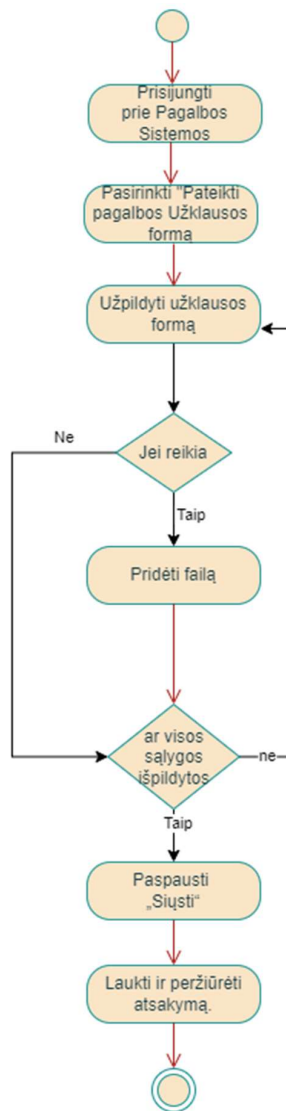 Prisijungti
prie Pagalbos
Sistemos
Pasirinkti "Pateikti
pagalbos Užklausos
formą
Užpildyti užklausos
formą
Ne
Jei reikia
Taip
Pridėti failą
ar visos
sąlygos
išpildytos
ne
Taip
Paspausti
„Siųsti“
Laukti ir peržiūrėti
atsakymą.